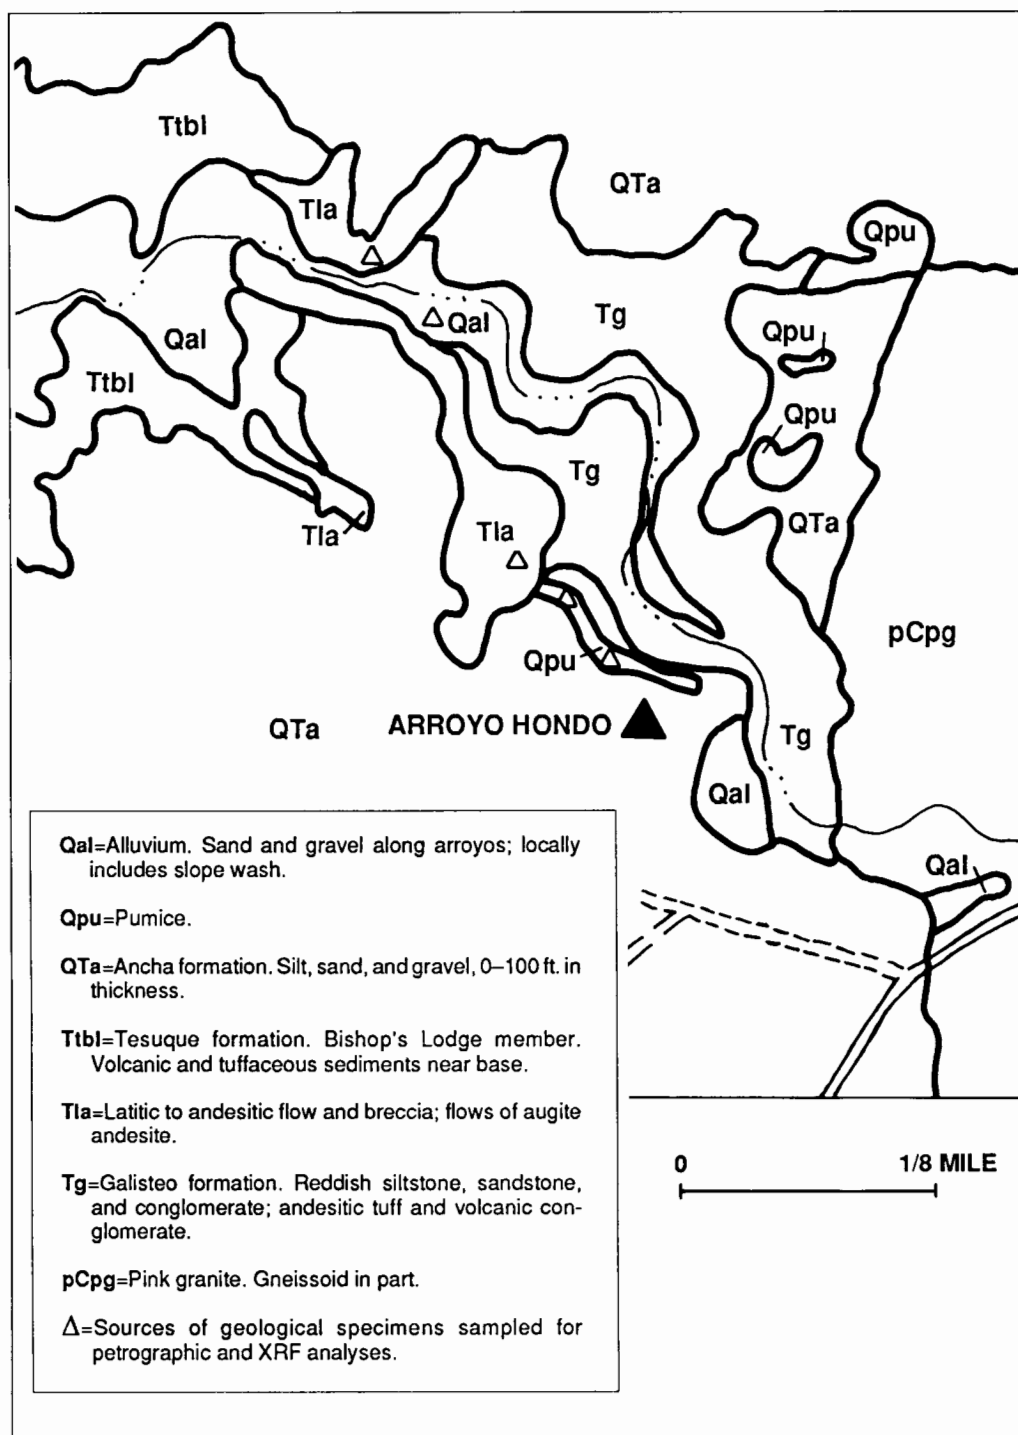 Ttbl
QTa
Tla
Qpu
Tg
Qal
Qpu
Qal
Ttbl
Qpu
Tg
QTa
Tla
Tla
pCpg
Qpu
QTa
ARROYO HONDO
Tg
Qal
Qal
Qal=Alluvium. Sand and gravel along arroyos; locally
includes slope wash.
Qpu=Pumice.
QTa=Ancha formation. Silt, sand, and gravel, 0–100 ft. in
thickness.
Ttbl=Tesuque formation. Bishop's Lodge member.
Volcanic and tuffaceous sediments near base.
Tla=Latitic to andesitic flow and breccia; flows of augite
andesite.
Tg=Galisteo formation. Reddish siltstone, sandstone,
and conglomerate; andesitic tuff and volcanic con-
glomerate.
pCpg=Pink granite. Gneissoid in part.
Δ=Sources of geological specimens sampled for
petrographic and XRF analyses.
0 1/8 MILE